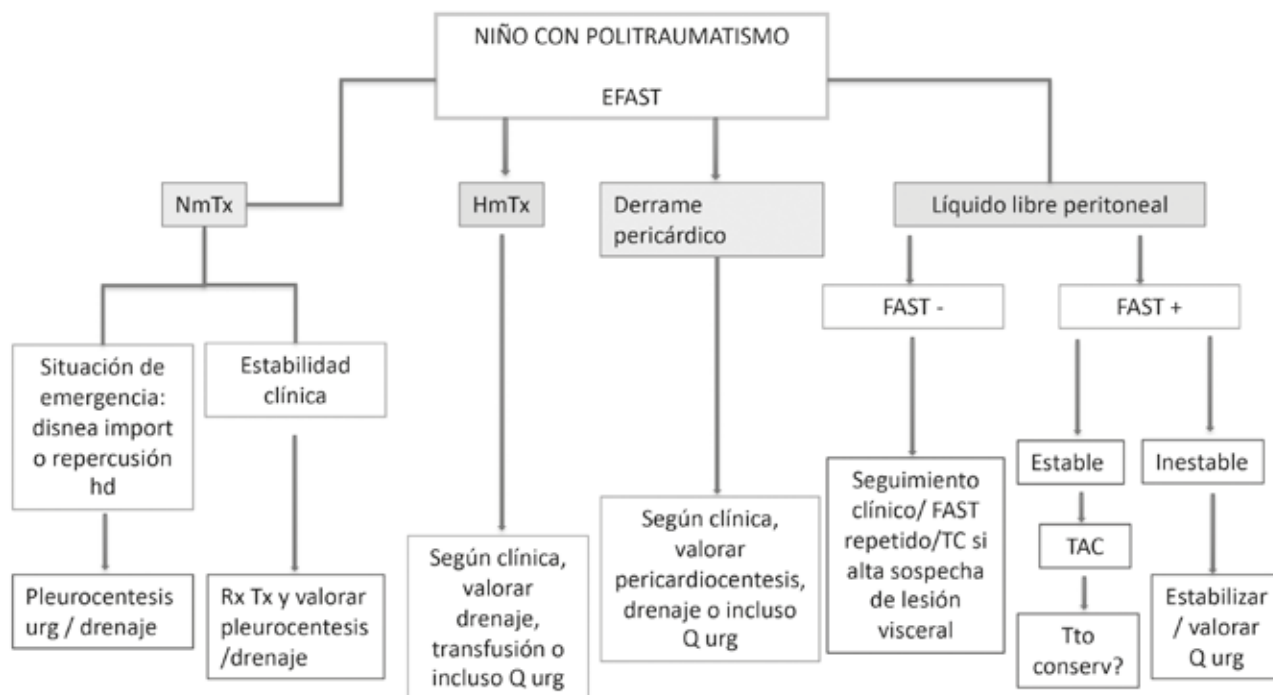 NIÑO CON POLITRAUMATISMO
EFAST
NmTx
HmTx
Derrame
pericárdico
Líquido libre peritoneal
FAST -
FAST +
Situación de
emergencia:
disnea import
o repercusión
hd
Estabilidad
clínica
Estable
Inestable
Pleurocentesis
urg / drenaje
Rx Tx y valorar
pleurocentesis
/drenaje
Según clínica,
valorar
drenaje,
transfusión o
incluso Q urg
Según clínica,
valorar
pericardiocentesis,
drenaje o incluso
Q urg
Seguimiento
clínico/ FAST
repetido/TC si
alta sospecha
de lesión
visceral
TAC
Tto
conserv?
Estabilizar
/ valorar
Q urg